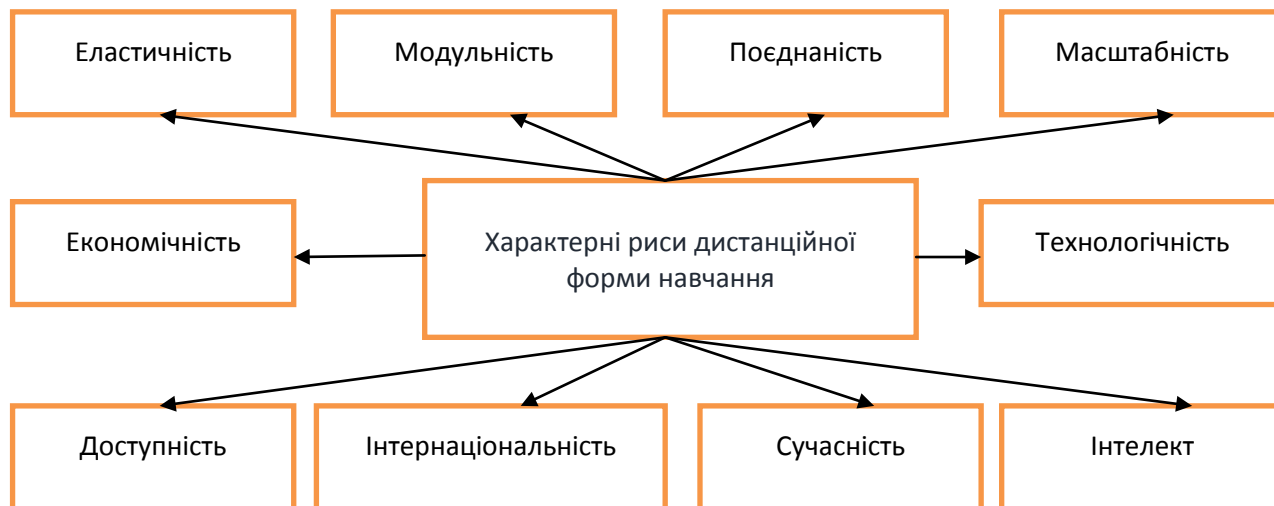 Еластичність
Модульність
Поєднаність
Масштабність
Економічність
Характерні риси дистанційної
форми навчання
Технологічність
Доступність
Інтернаціональність
Сучасність
Інтелект